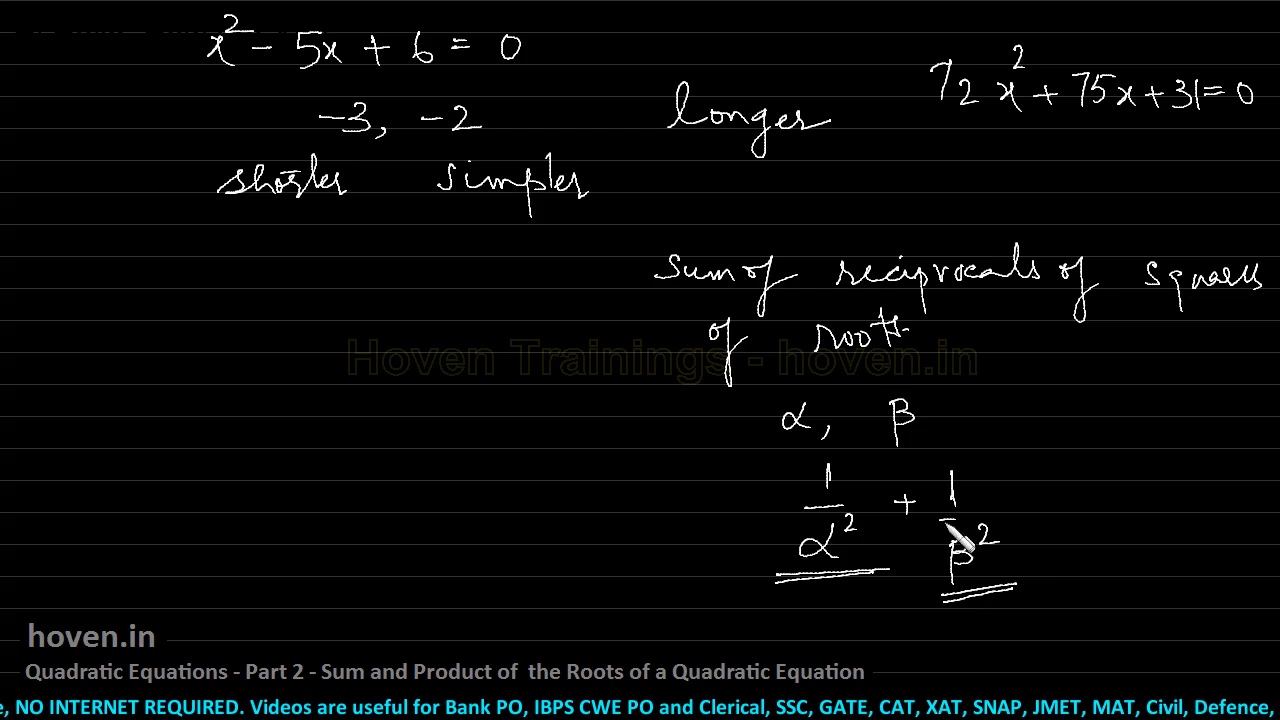 x² - 5x + 6 = 0
72x² + 75x + 31 = 0
-3, -2
longer
shorter simpler
sum of reciprocals of squares
of roots
Hoven Trainings - hoven.in
α, β
1/α² + 1/β²
hoven.in
Quadratic Equations - Part 2 - Sum and Product of the Roots of a Quadratic Equation
e, NO INTERNET REQUIRED. Videos are useful for Bank PO, IBPS CWE PO and Clerical, SSC, GATE, CAT, XAT, SNAP, JMET, MAT, Civil, Defence,